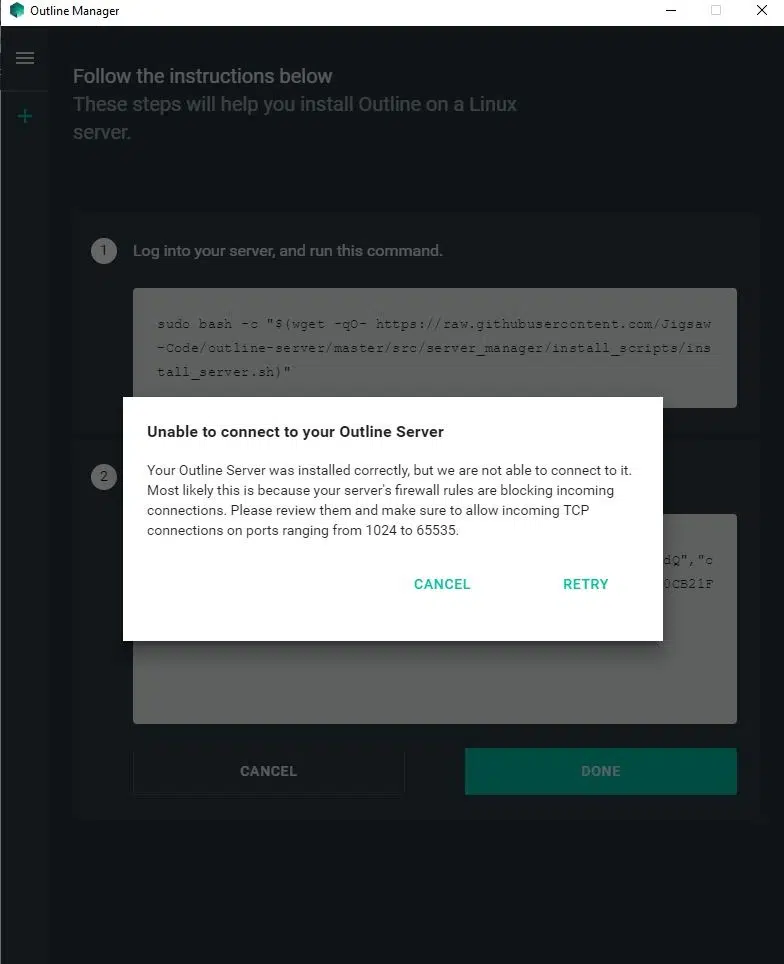 Outline Manager
Follow the instructions below
These steps will help you install Outline on a Linux
server.
1
Log into your server, and run this command.
sudo bash -c "$(wget -qO- https://raw.githubusercontent.com/Jigsaw
-Code/outline-server/master/src/server_manager/install_scripts/ins
tall_server.sh)"
Unable to connect to your Outline Server
2
Your Outline Server was installed correctly, but we are not able to connect to it.
Most likely this is because your server's firewall rules are blocking incoming
connections. Please review them and make sure to allow incoming TCP
connections on ports ranging from 1024 to 65535.
dQ","c
0CB21F
CANCEL RETRY
CANCEL DONE